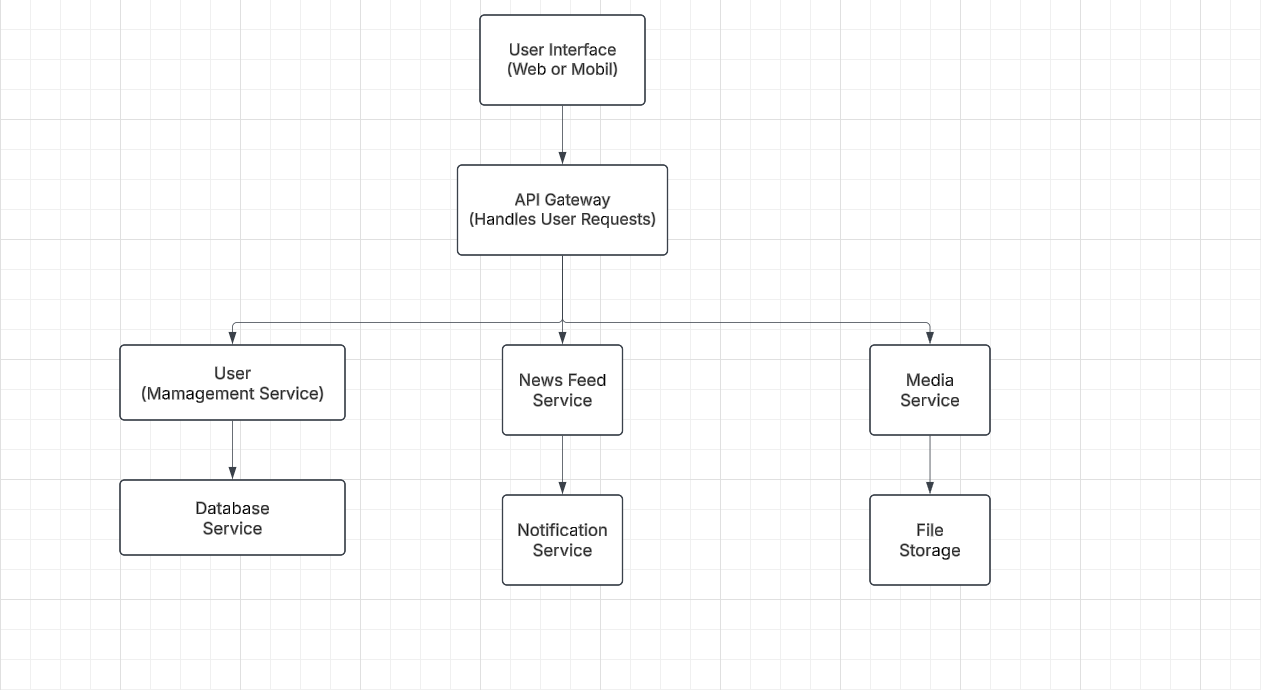 User Interface
(Web or Mobil)
API Gateway
(Handles User Requests)
User
(Mamagement Service)
News Feed
Service
Media
Service
Database
Service
Notification
Service
File
Storage